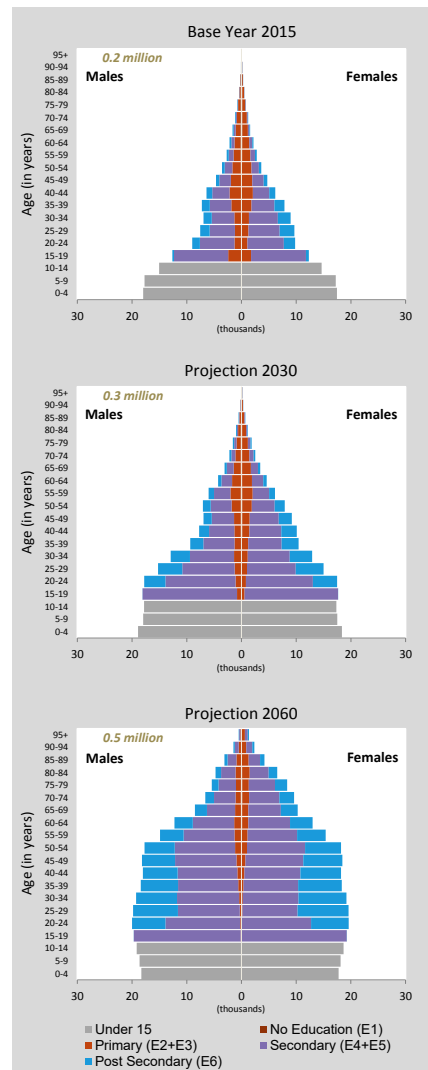 Base Year 2015
0.2 million
Males
Females
Age (in years)
95+
90-94
85-89
80-84
75-79
70-74
65-69
60-64
55-59
50-54
45-49
40-44
35-39
30-34
25-29
20-24
15-19
10-14
5-9
0-4
30 20 10 0 10 20 30
(thousands)
Projection 2030
0.3 million
Males
Females
Age (in years)
95+
90-94
85-89
80-84
75-79
70-74
65-69
60-64
55-59
50-54
45-49
40-44
35-39
30-34
25-29
20-24
15-19
10-14
5-9
0-4
30 20 10 0 10 20 30
(thousands)
Projection 2060
0.5 million
Males
Females
Age (in years)
95+
90-94
85-89
80-84
75-79
70-74
65-69
60-64
55-59
50-54
45-49
40-44
35-39
30-34
25-29
20-24
15-19
10-14
5-9
0-4
30 20 10 0 10 20 30
(thousands)
Under 15 No Education (E1)
Primary (E2+E3) Secondary (E4+E5)
Post Secondary (E6)